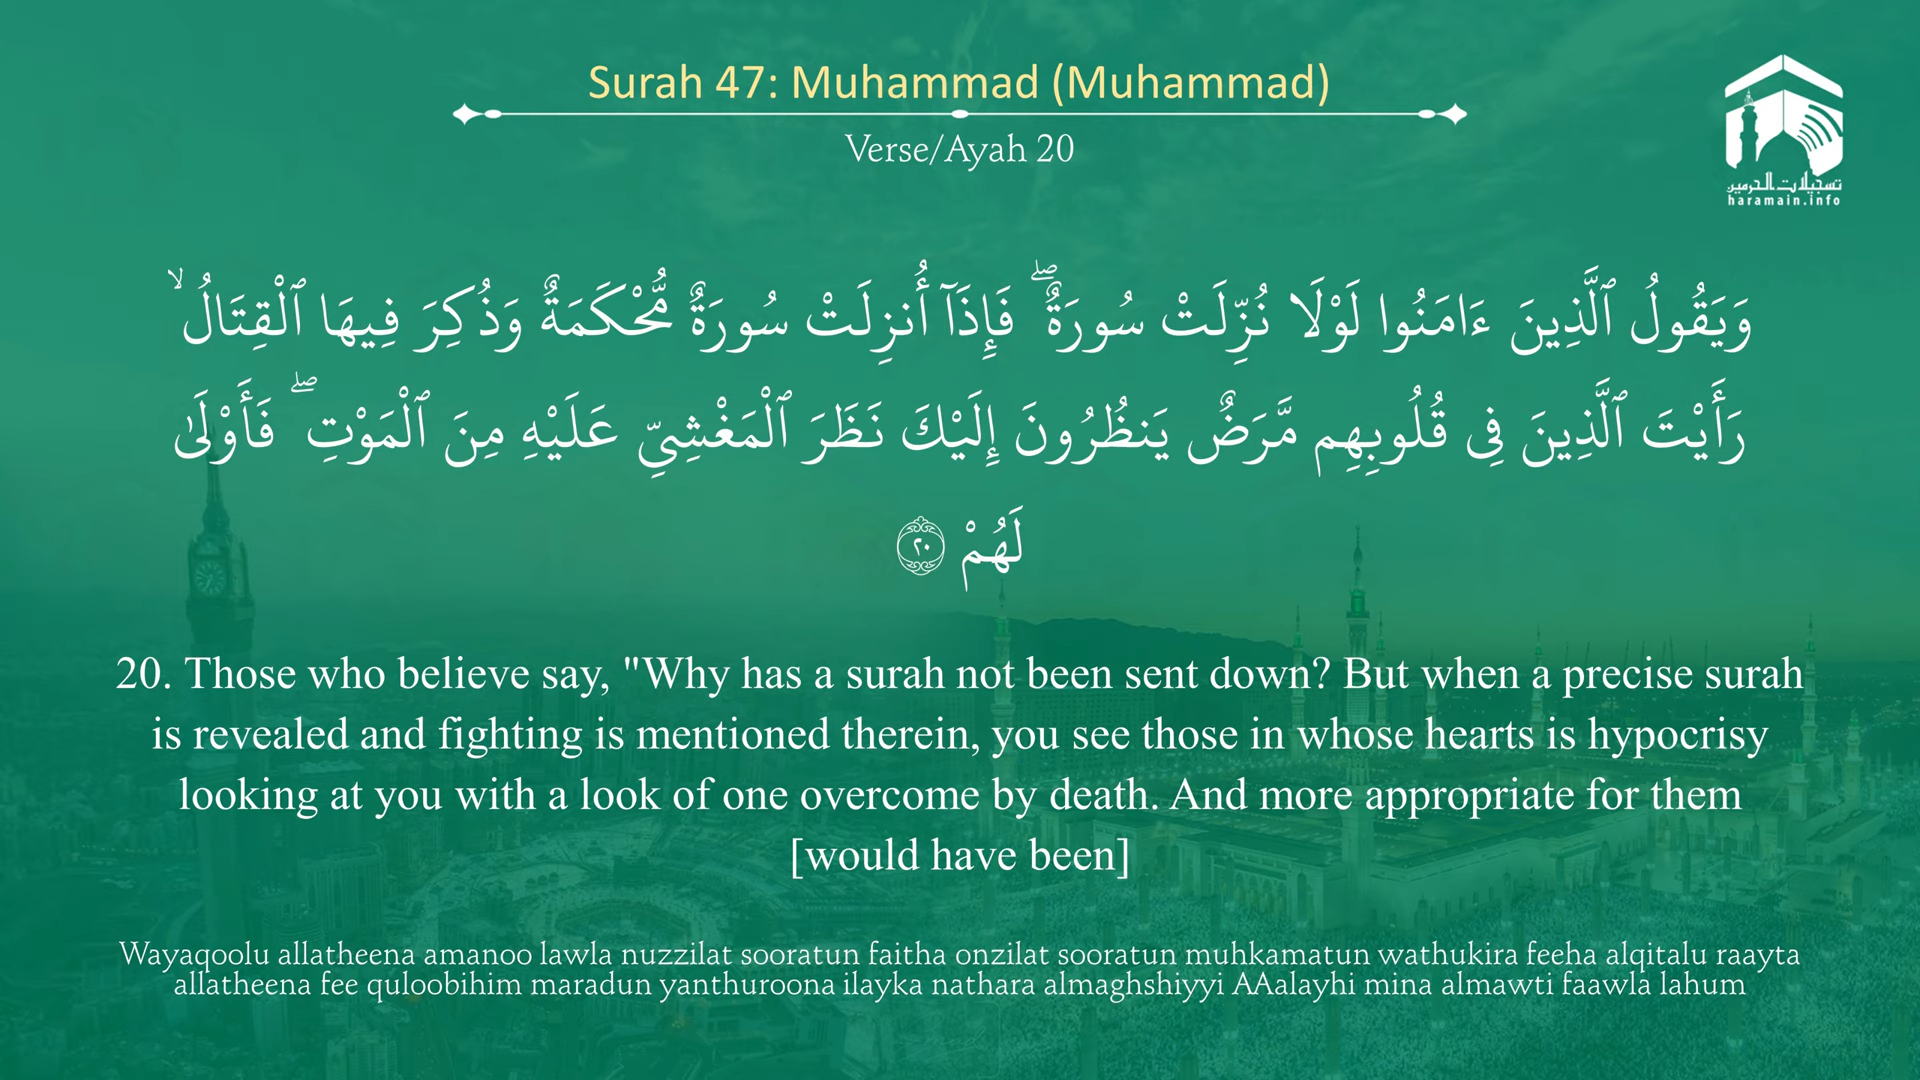 Surah 47: Muhammad (Muhammad)
Verse/Ayah 20
تسجيلات الحرمين
haramain.info
وَيَقُولُ ٱلَّذِينَ ءَامَنُوا لَوْلَا نُزِّلَتْ سُورَةٌ ۖ فَإِذَآ أُنزِلَتْ سُورَةٌ مُّحْكَمَةٌ وَذُكِرَ فِيهَا ٱلْقِتَالُ ۙ
رَأَيْتَ ٱلَّذِينَ فِى قُلُوبِهِم مَّرَضٌ يَنظُرُونَ إِلَيْكَ نَظَرَ ٱلْمَغْشِىِّ عَلَيْهِ مِنَ ٱلْمَوْتِ ۖ فَأَوْلَىٰ
لَهُمْ ۝٢٠
20. Those who believe say, "Why has a surah not been sent down? But when a precise surah
is revealed and fighting is mentioned therein, you see those in whose hearts is hypocrisy
looking at you with a look of one overcome by death. And more appropriate for them
[would have been]
Wayaqoolu allatheena amanoo lawla nuzzilat sooratun faitha onzilat sooratun muhkamatun wathukira feeha alqitalu raayta
allatheena fee quloobihim maradun yanthuroona ilayka nathara almaghshiyyi AAalayhi mina almawti faawla lahum